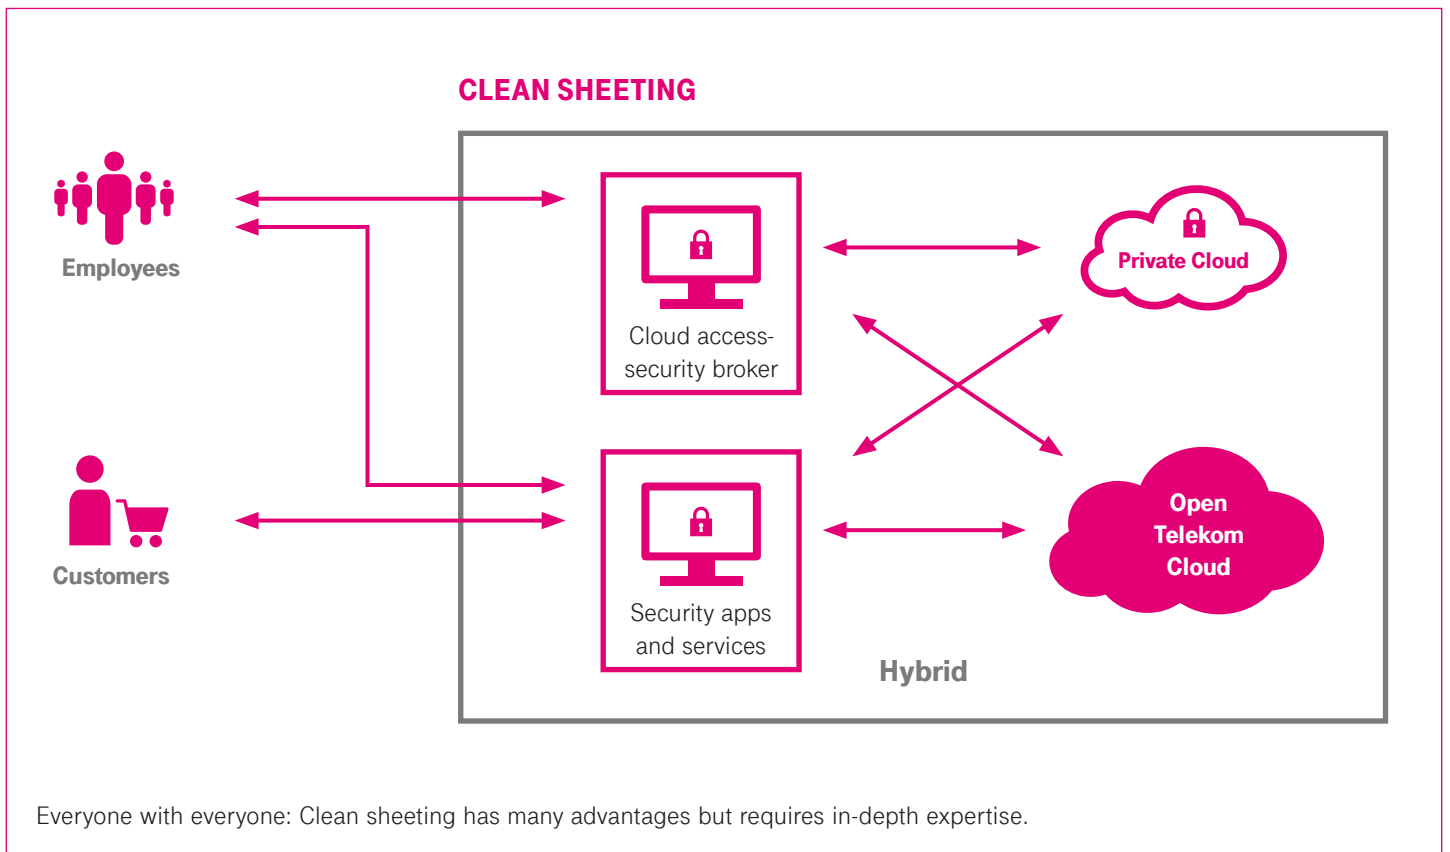 CLEAN SHEETING
Employees
Cloud access-
security broker
Private Cloud
Customers
Security apps
and services
Open
Telekom
Cloud
Hybrid
Everyone with everyone: Clean sheeting has many advantages but requires in-depth expertise.